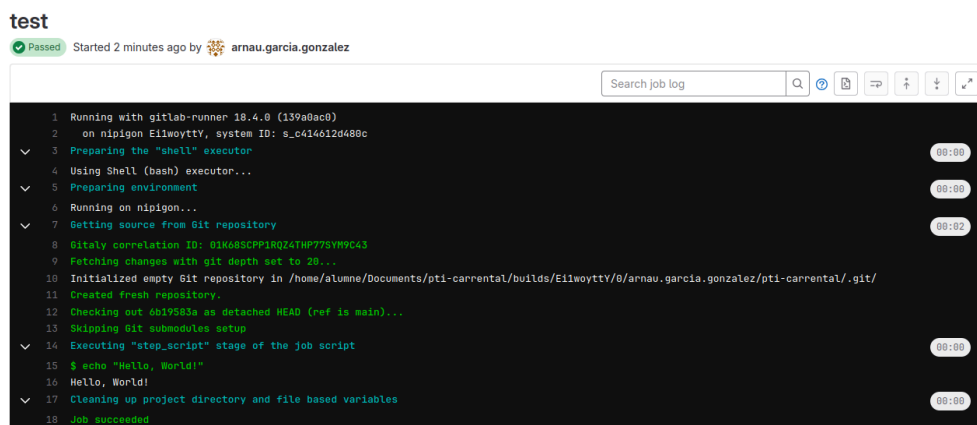 test
Passed Started 2 minutes ago by arnau.garcia.gonzalez
Search job log
1 Running with gitlab-runner 18.4.0 (139a0ac0)
2 on nipigon Ei1woyttY, system ID: s_c414612d480c
3 Preparing the "shell" executor 00:00
4 Using Shell (bash) executor...
5 Preparing environment 00:00
6 Running on nipigon...
7 Getting source from Git repository 00:02
8 Gitaly correlation ID: 01K68SCPP1RQZ4THP77SYM9C43
9 Fetching changes with git depth set to 20...
10 Initialized empty Git repository in /home/alumne/Documents/pti-carrental/builds/Ei1woyttY/0/arnau.garcia.gonzalez/pti-carrental/.git/
11 Created fresh repository.
12 Checking out 6b19583a as detached HEAD (ref is main)...
13 Skipping Git submodules setup
14 Executing "step_script" stage of the job script 00:00
15 $ echo "Hello, World!"
16 Hello, World!
17 Cleaning up project directory and file based variables 00:00
18 Job succeeded